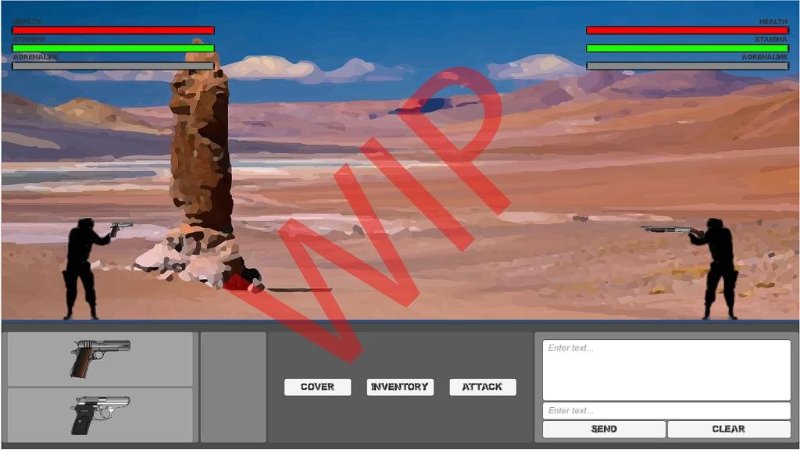 HEALTH
STAMINA
ADRENALINE
HEALTH
STAMINA
ADRENALINE
WIP
COVER
INVENTORY
ATTACK
Enter text...
Enter text...
SEND
CLEAR